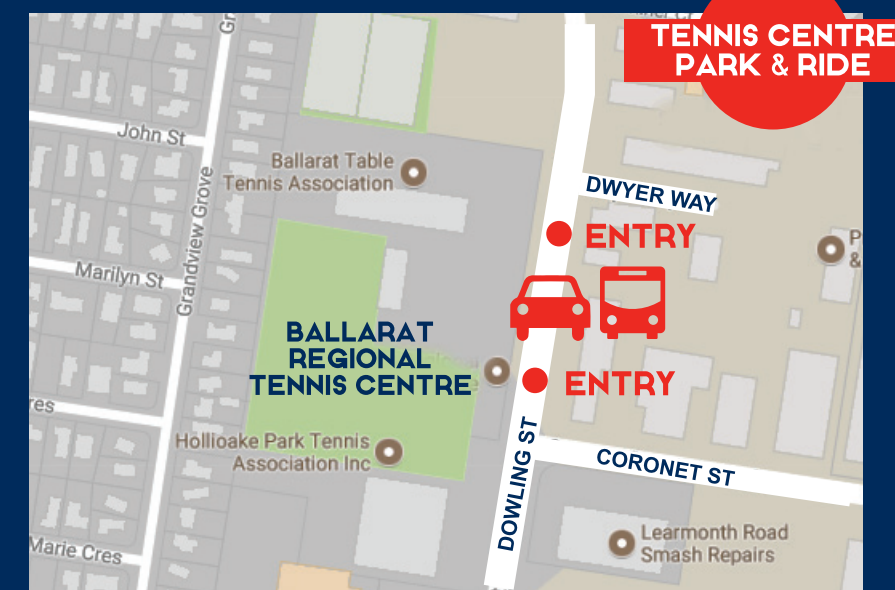 TENNIS CENTRE
PARK & RIDE
John St
Ballarat Table
Tennis Association
Grandview Grove
DWYER WAY
ENTRY
Marilyn St
BALLARAT
REGIONAL
TENNIS CENTRE
ENTRY
Hollioake Park Tennis
Association Inc
DOWLING ST
CORONET ST
Learmonth Road
Smash Repairs
Marie Cres